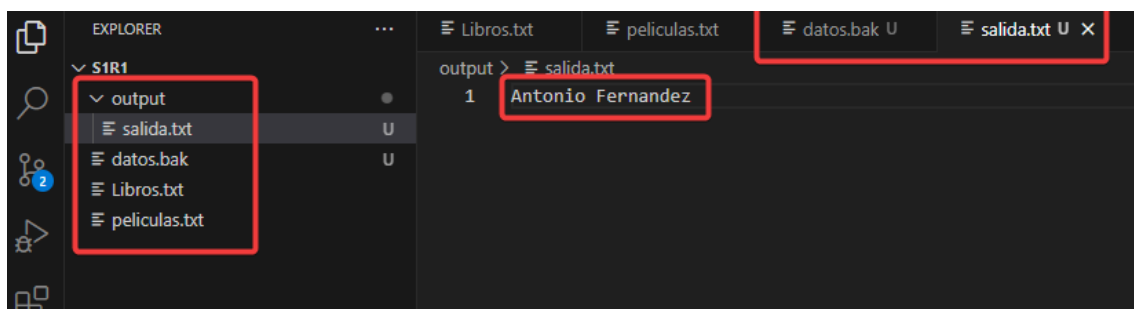 EXPLORER ...
S1R1
output
salida.txt U
datos.bak U
Libros.txt
peliculas.txt
2
Libros.txt peliculas.txt datos.bak U salida.txt U
output > salida.txt
1 Antonio Fernandez